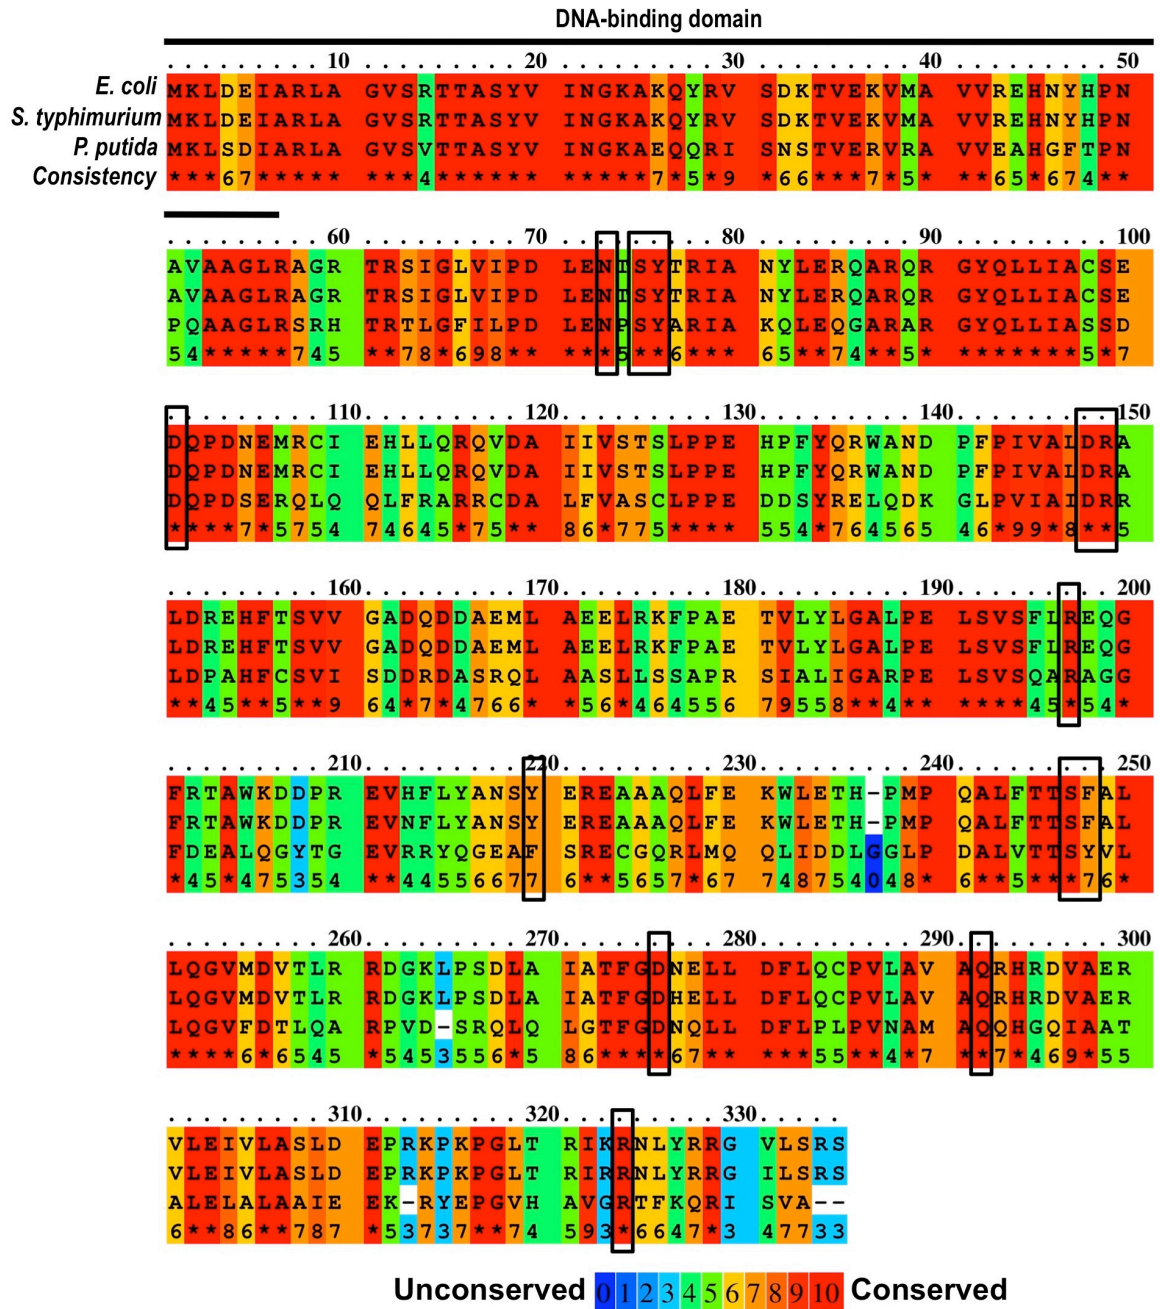 DNA-binding domain
. . . . . . . . . 10 . . . . . . . . . 20 . . . . . . . . . 30 . . . . . . . . . 40 . . . . . . . . . 50
E. coli MKLDEIARLA GVSRTTASYV INGKAKQYRV SDKTVEKVMA VVREHNYHPN
S. typhimurium MKLDEIARLA GVSRTTASYV INGKAKQYRV SDKTVEKVMA VVREHNYHPN
P. putida MKLSDIARLA GVSVTTASYV INGKAEQQRI SNSTVERVRA VVEAHGFTPN
Consistency ***67***** ***4****** *****7*5*9 *66***7*5* ***65*674**
. . . . . . . . . 60 . . . . . . . . . 70 . . . . . . . . . 80 . . . . . . . . . 90 . . . . . . . . . 100
AVAAGLRAGR TRSIGLVIPD LENTSYTRIA NYLERQARQR GYQLLIACSE
AVAAGLRAGR TRSIGLVIPD LENTSYTRIA NYLERQARQR GYQLLIACSE
PQAAGLRSRH TRTLGFILPD LENPSYARIA KQLEQGARAR GYQLLIASSD
54*****745 **78*698** ***5**6*** 65**74**5* *******5*7
. . . . . . . . . 110 . . . . . . . . . 120 . . . . . . . . . 130 . . . . . . . . . 140 . . . . . . . . . 150
DQPDNEMRCI EHLLQRQVDA IIVSTSLPPE HPFYQRWAND PFPIVALDRA
DQPDNEMRCI EHLLQRQVDA IIVSTSLPPE HPFYQRWAND PFPIVALDRA
DQPDSERQLQ QLFRARRCDA LFVASCLPPE DDSYRELQDK GLPVIAIDRR
****7*5754 74645*75** 86*775**** 554*764565 46*99*8**5
. . . . . . . . . 160 . . . . . . . . . 170 . . . . . . . . . 180 . . . . . . . . . 190 . . . . . . . . . 200
LDREHFTSVV GADQDDAEML AEELRKFPAE TVLYLGALPE LSVSFLREQG
LDREHFTSVV GADQDDAEML AEELRKFPAE TVLYLGALPE LSVSFLREQG
LDPAHFCSVI SDDRDASRQL AASLLSSAPR SIALIGARPE LSVSQARAGG
**45**5**9 64*7*4766* *56*464556 79558**4** ****45*54*
. . . . . . . . . 210 . . . . . . . . . 220 . . . . . . . . . 230 . . . . . . . . . 240 . . . . . . . . . 250
FRTAWKDDPR EVHFLYANSY EREAAAQLFE KWLETH-PMP QALFTTSFAL
FRTAWKDDPR EVNFLYANSY EREAAAQLFE KWLETH-PMP QALFTTSFAL
FDEALQGYTG EVRRYQGEAF SRECGQRLMQ QLIDDLGGLP DALVTTSYVL
*45*475354 **44556677 6**5657*67 748754048* 6**5***76*
. . . . . . . . . 260 . . . . . . . . . 270 . . . . . . . . . 280 . . . . . . . . . 290 . . . . . . . . . 300
LQGVMDVTLR RDGKLPSDLA IATFGDNELL DFLQCPVLAV AQRHRDVAER
LQGVMDVTLR RDGKLPSDLA IATFGDHELL DFLQCPVLAV AQRHRDVAER
LQGVFDTLQA RPVD-SRQLQ LGTFGDNQLL DFLPLPVNAM AQQHGQIAAT
****6*6545 *5453556*5 86****67** ***55**4*7 **7*469*55
. . . . . . . . . 310 . . . . . . . . . 320 . . . . . . . . . 330 . . . . .
VLEIVLASLD EPRKPKPGLT RIKRNLYRRG VLSRS
VLEIVLASLD EPRKPKPGLT RIRRNLYRRG ILSRS
ALELALAAIE EK-RYEPGVH AVGRTFKQRI SVA--
6**86**787 *53737**74 593*6647*3 47733
Unconserved 0 1 2 3 4 5 6 7 8 9 10 Conserved